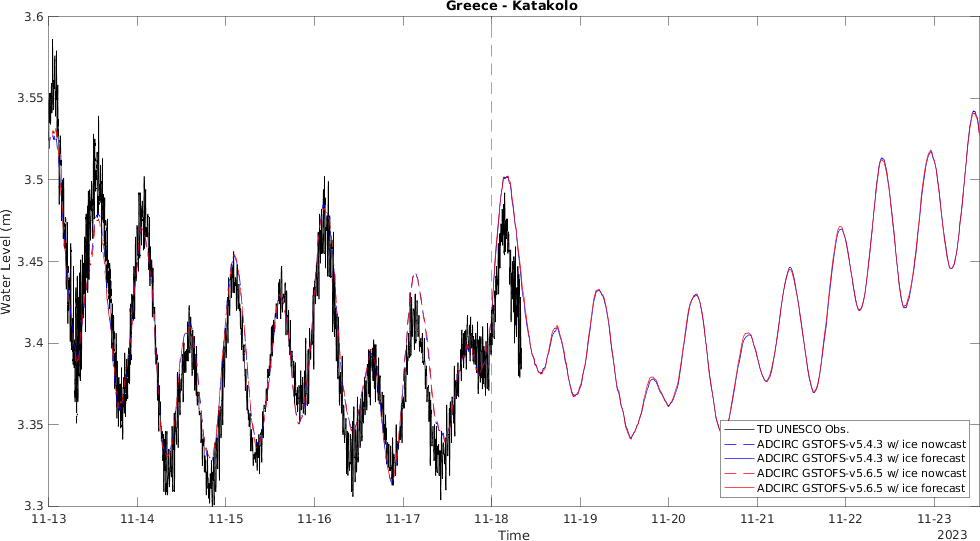 Greece - Katakolo
3.6
3.55
3.5
3.45
3.4
3.35
3.3
Water Level (m)
11-13
11-14
11-15
11-16
11-17
11-18
11-19
11-20
11-21
11-22
11-23
Time
2023
TD UNESCO Obs.
ADCIRC GSTOFS-v5.4.3 w/ ice nowcast
ADCIRC GSTOFS-v5.4.3 w/ ice forecast
ADCIRC GSTOFS-v5.6.5 w/ ice nowcast
ADCIRC GSTOFS-v5.6.5 w/ ice forecast